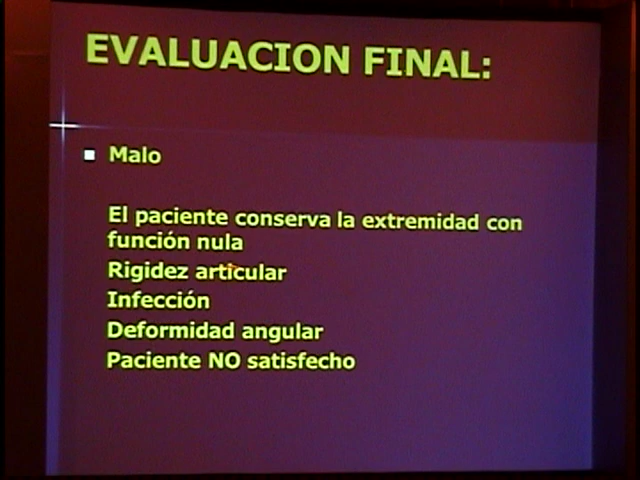 EVALUACION FINAL:
Malo
El paciente conserva la extremidad con
función nula
Rigidez articular
Infección
Deformidad angular
Paciente NO satisfecho